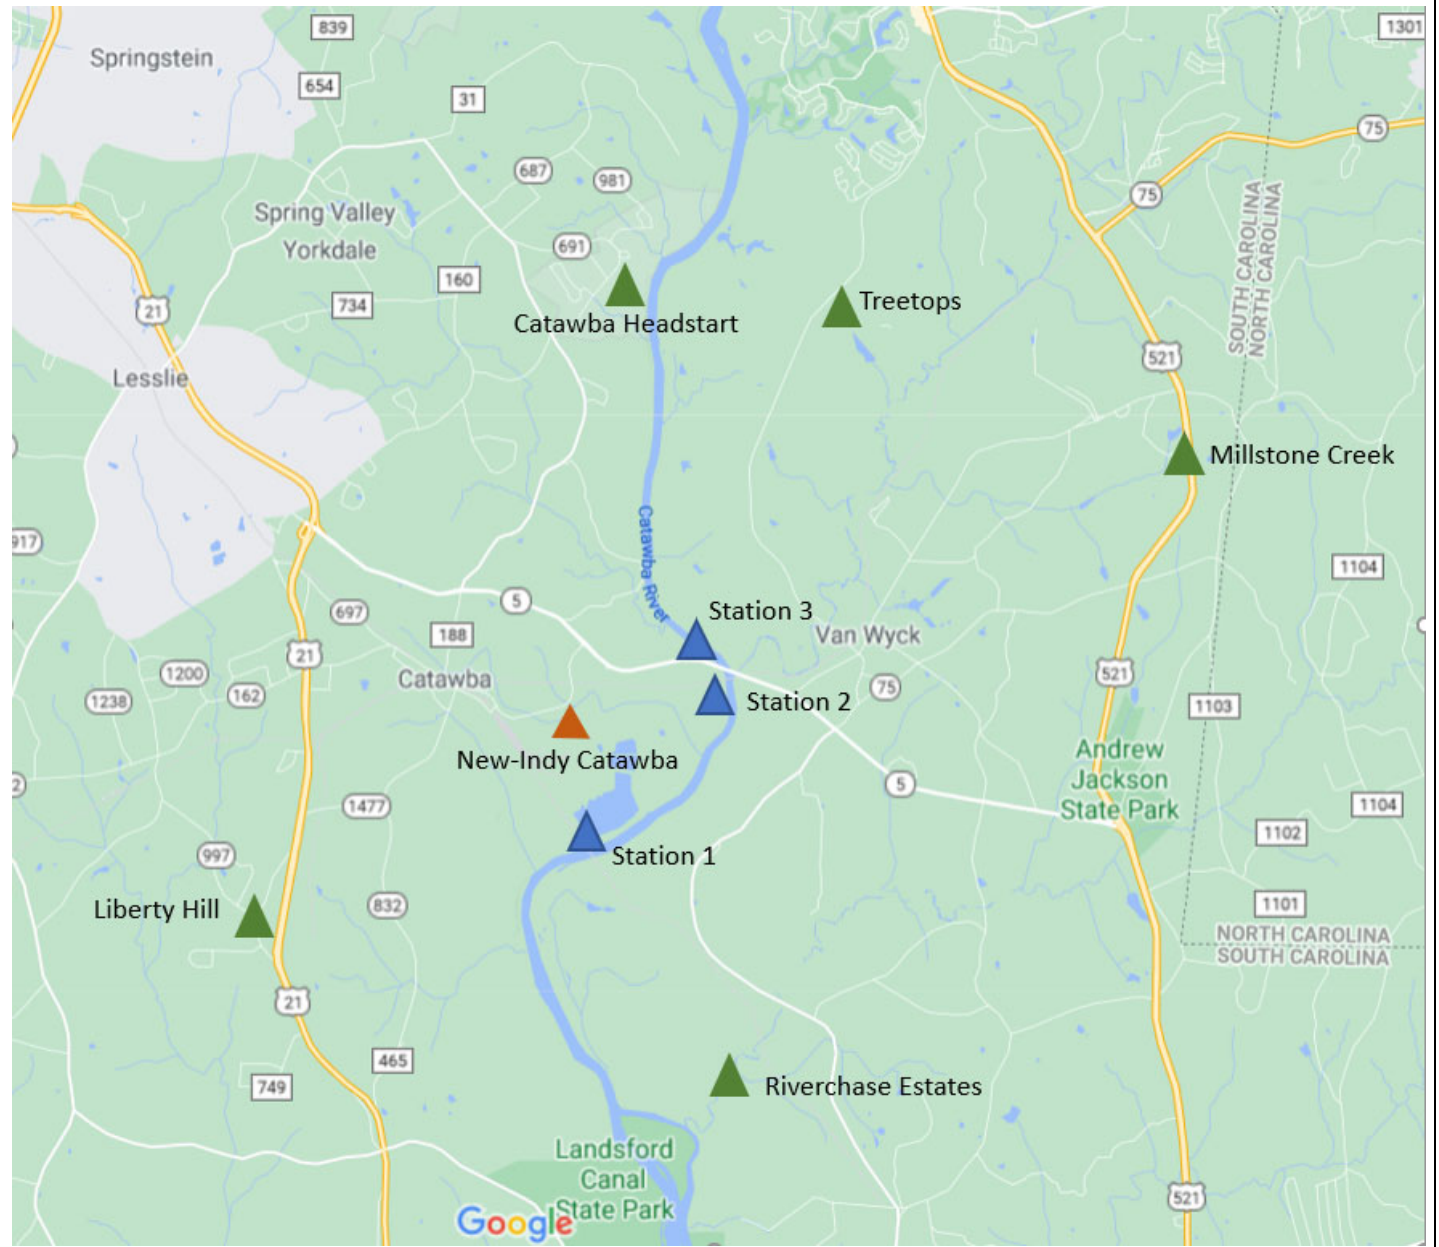 839
1301
Springstein
654
31
75
687
981
75
Spring Valley
Yorkdale
691
160
SOUTH CAROLINA
NORTH CAROLINA
734
21
Treetops
Catawba Headstart
521
Lesslie
Millstone Creek
Catawba River
917
1104
5
697
Station 3
188
Van Wyck
21
1200
Catawba
521
162
1238
75
Station 2
1103
New-Indy Catawba
Andrew
Jackson
State Park
2
5
1477
1104
1102
997
Station 1
832
1101
Liberty Hill
NORTH CAROLINA
SOUTH CAROLINA
21
465
749
Riverchase Estates
Landsford
Canal
State Park
521
Google